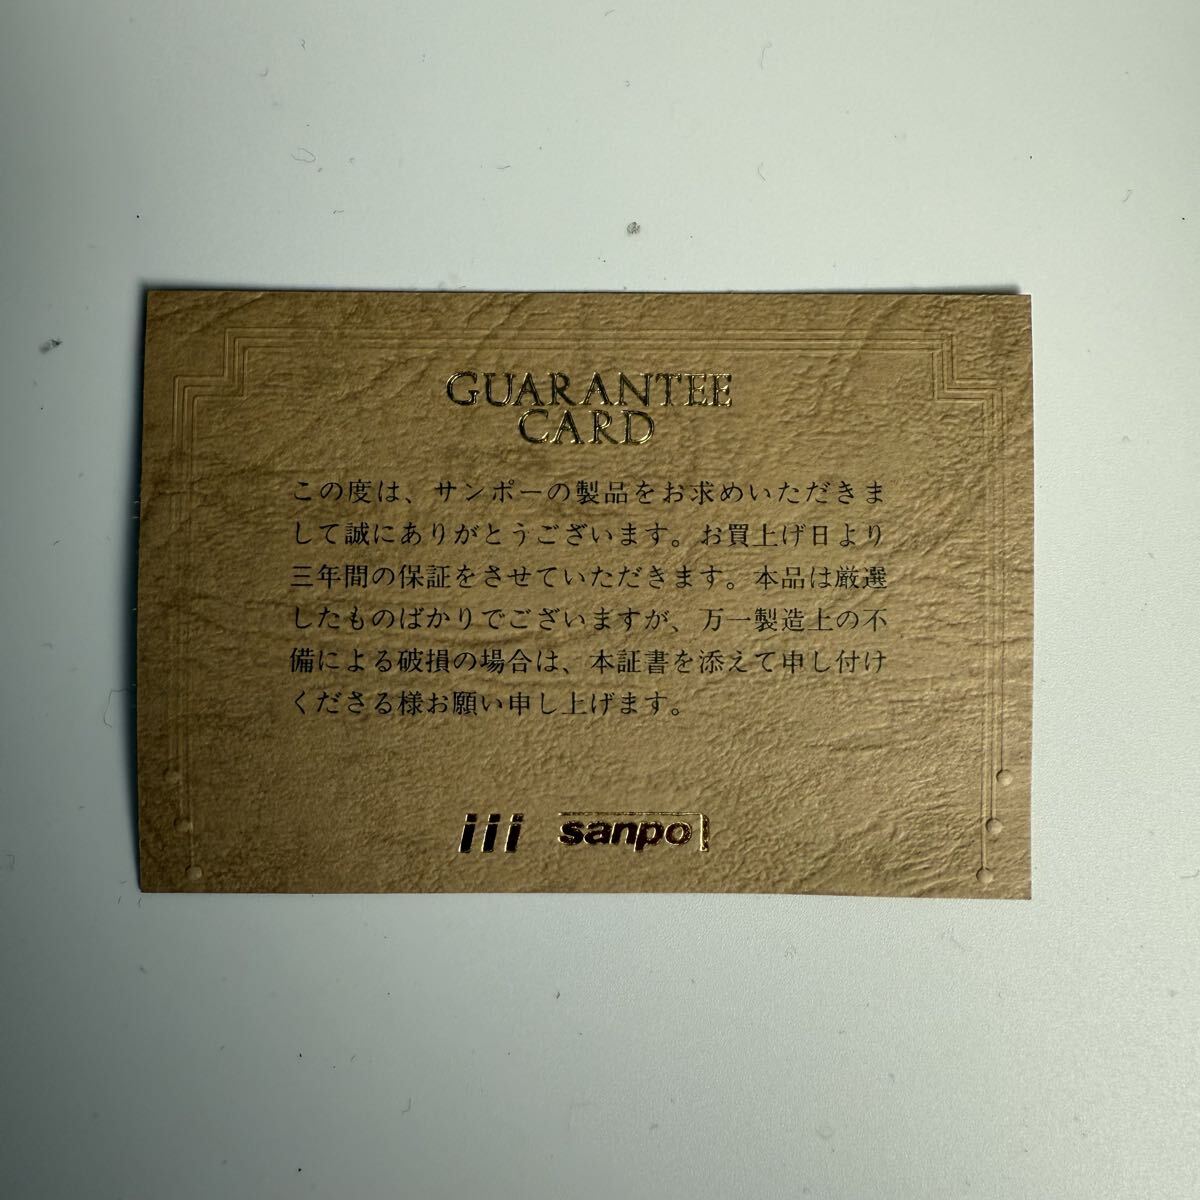 GUARANTEE
CARD
この度は、サンポーの製品をお求めいただきま
して誠にありがとうございます。お買上げ日より
三年間の保証をさせていただきます。本品は厳選
したものばかりでございますが、万一製造上の不
備による破損の場合は、本証書を添えて申し付け
くださる様お願い申し上げます。
iii sanpo